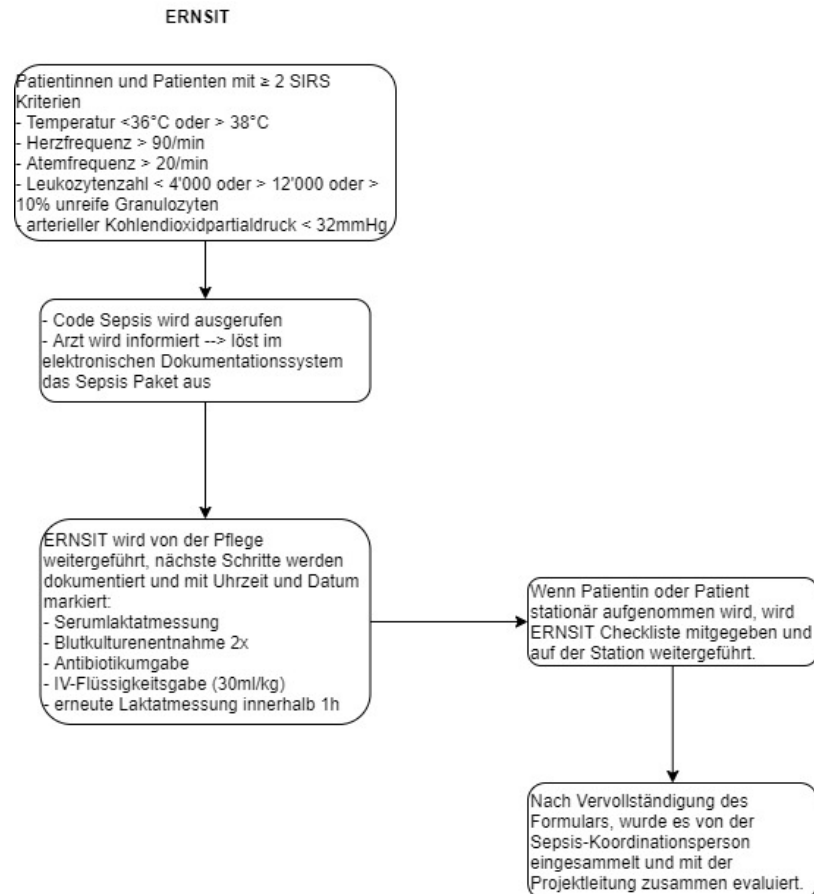 ERNSIT
Patientinnen und Patienten mit ≥ 2 SIRS
Kriterien
- Temperatur <36°C oder > 38°C
- Herzfrequenz > 90/min
- Atemfrequenz > 20/min
- Leukozytenzahl < 4'000 oder > 12'000 oder >
10% unreife Granulozyten
- arterieller Kohlendioxidpartialdruck < 32mmHg
- Code Sepsis wird ausgerufen
- Arzt wird informiert --> löst im
elektronischen Dokumentationssystem
das Sepsis Paket aus
ERNSIT wird von der Pflege
weitergeführt, nächste Schritte werden
dokumentiert und mit Uhrzeit und Datum
markiert:
- Serumlaktatmessung
- Blutkulturenentnahme 2x
- Antibiotikumgabe
- IV-Flüssigkeitsgabe (30ml/kg)
- erneute Laktatmessung innerhalb 1h
Wenn Patientin oder Patient
stationär aufgenommen wird, wird
ERNSIT Checkliste mitgegeben und
auf der Station weitergeführt.
Nach Vervollständigung des
Formulars, wurde es von der
Sepsis-Koordinationsperson
eingesammelt und mit der
Projektleitung zusammen evaluiert.